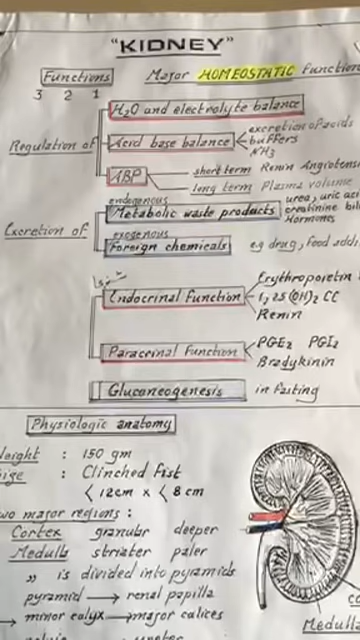 "KIDNEY"
Functions Major HOMEOSTATIC Function
3 2 1
H₂O and electrolyte balance
Regulation of Acid base balance excretion of acids
buffers
NH3
ABP short term Renin Angiotens
long term Plasma volume
endogenous
Excretion of Metabolic waste products urea, uric aci
creatinine bil
Hormones
exogenous
Foreign chemicals e.g drug, food addi
Endocrinal Function Erythropoietin
1,25(OH)₂ CC
Renin
Paracrinal Function PGE₂ PGI₂
Bradykinin
Gluconeogenesis in fasting
Physiologic anatomy
Weight : 150 gm
Size : Clinched Fist
< 12cm x < 8 cm
Two major regions :
Cortex granular deeper
Medulla striater paler
" is divided into pyramids
pyramid → renal papilla
→ minor calyx → major calices
pelvis ureter
co
Medulla